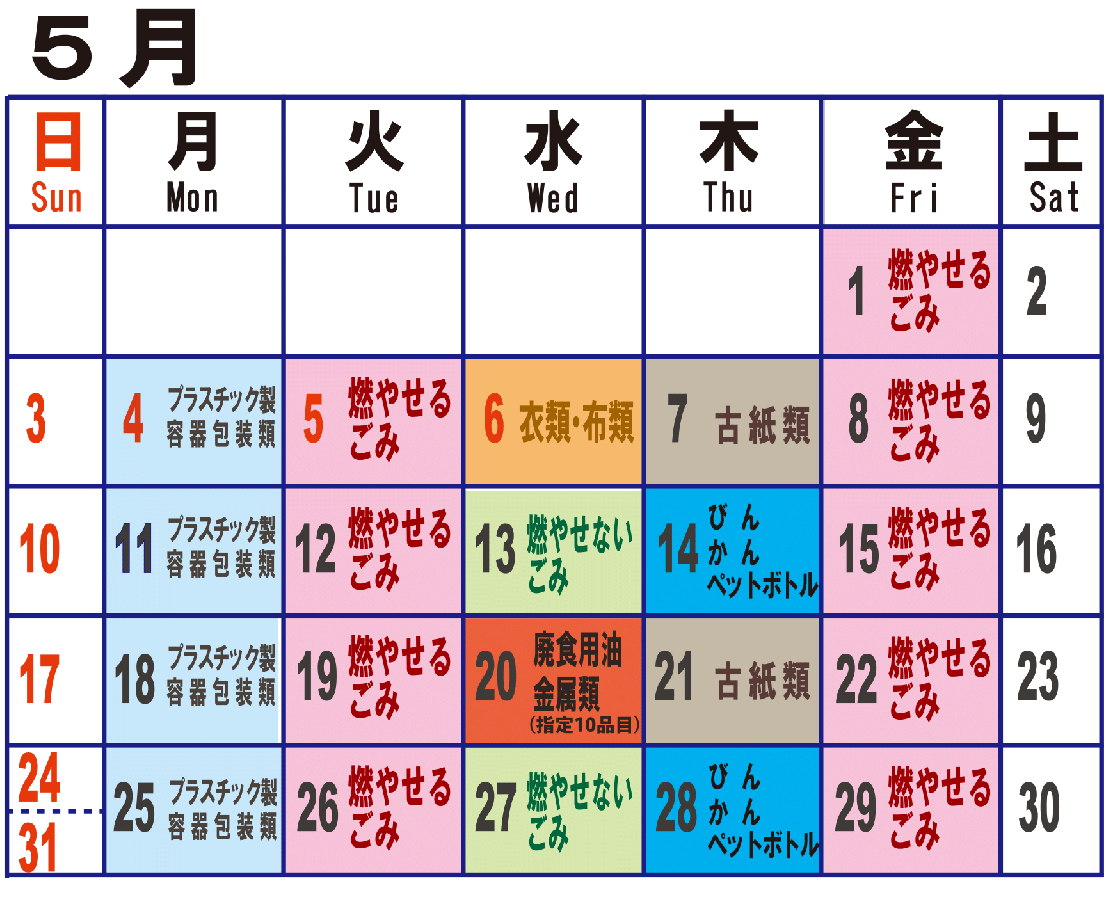 5月
日 月 火 水 木 金 土
Sun Mon Tue Wed Thu Fri Sat
1 燃やせる
ごみ
2
3
4 プラスチック製
容器包装類
5 燃やせる
ごみ
6 衣類・布類
7 古紙類
8 燃やせる
ごみ
9
10
11 プラスチック製
容器包装類
12 燃やせる
ごみ
13 燃やせない
ごみ
14 びん
かん
ペットボトル
15 燃やせる
ごみ
16
17
18 プラスチック製
容器包装類
19 燃やせる
ごみ
20 廃食用油
金属類
(指定10品目)
21 古紙類
22 燃やせる
ごみ
23
24
31
25 プラスチック製
容器包装類
26 燃やせる
ごみ
27 燃やせない
ごみ
28 びん
かん
ペットボトル
29 燃やせる
ごみ
30